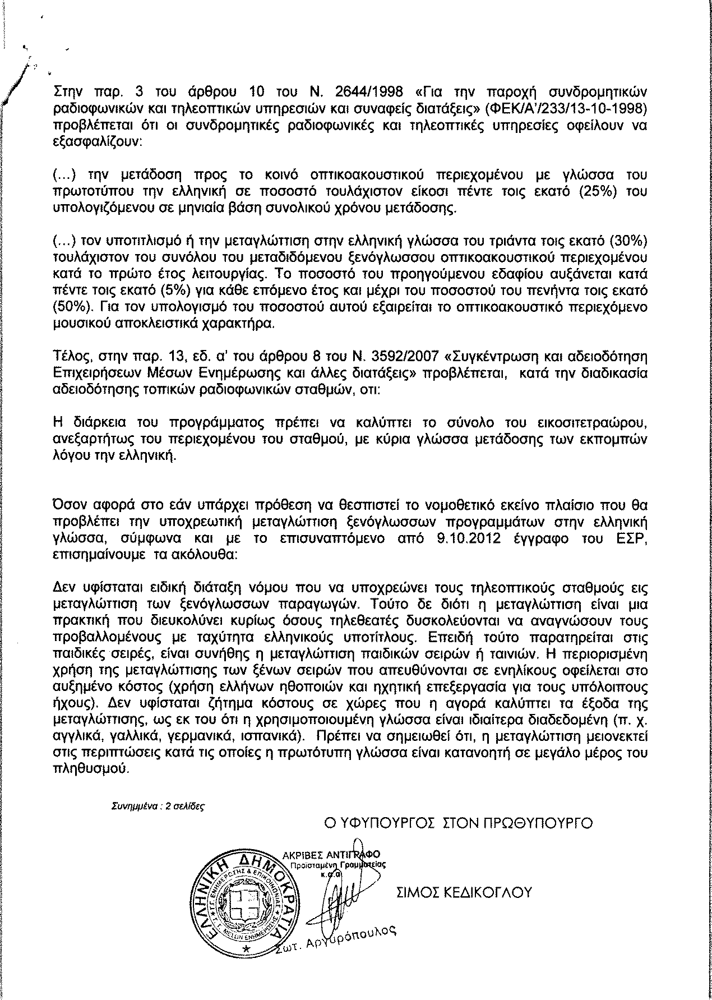 Στην παρ. 3 του άρθρου 10 του Ν. 2644/1998 «Για την παροχή συνδρομητικών
ραδιοφωνικών και τηλεοπτικών υπηρεσιών και συναφείς διατάξεις» (ΦΕΚ/Α'/233/13-10-1998)
προβλέπεται ότι οι συνδρομητικές ραδιοφωνικές και τηλεοπτικές υπηρεσίες οφείλουν να
εξασφαλίζουν:
(...) την μετάδοση προς το κοινό οπτικοακουστικού περιεχομένου με γλώσσα του
πρωτοτύπου την ελληνική σε ποσοστό τουλάχιστον είκοσι πέντε τοις εκατό (25%) του
υπολογιζόμενου σε μηνιαία βάση συνολικού χρόνου μετάδοσης.
(...) τον υποτιτλισμό ή την μεταγλώττιση στην ελληνική γλώσσα του τριάντα τοις εκατό (30%)
τουλάχιστον του συνόλου του μεταδιδόμενου ξενόγλωσσου οπτικοακουστικού περιεχομένου
κατά το πρώτο έτος λειτουργίας. Το ποσοστό του προηγούμενου εδαφίου αυξάνεται κατά
πέντε τοις εκατό (5%) για κάθε επόμενο έτος και μέχρι του ποσοστού του πενήντα τοις εκατό
(50%). Για τον υπολογισμό του ποσοστού αυτού εξαιρείται το οπτικοακουστικό περιεχόμενο
μουσικού αποκλειστικά χαρακτήρα.
Τέλος, στην παρ. 13, εδ. α' του άρθρου 8 του Ν. 3592/2007 «Συγκέντρωση και αδειοδότηση
Επιχειρήσεων Μέσων Ενημέρωσης και άλλες διατάξεις» προβλέπεται, κατά την διαδικασία
αδειοδότησης τοπικών ραδιοφωνικών σταθμών, οτι:
Η διάρκεια του προγράμματος πρέπει να καλύπτει το σύνολο του εικοσιτετραώρου,
ανεξαρτήτως του περιεχομένου του σταθμού, με κύρια γλώσσα μετάδοσης των εκπομπών
λόγου την ελληνική.
Όσον αφορά στο εάν υπάρχει πρόθεση να θεσπιστεί το νομοθετικό εκείνο πλαίσιο που θα
προβλέπει την υποχρεωτική μεταγλώττιση ξενόγλωσσων προγραμμάτων στην ελληνική
γλώσσα, σύμφωνα και με το επισυναπτόμενο από 9.10.2012 έγγραφο του ΕΣΡ,
επισημαίνουμε τα ακόλουθα:
Δεν υφίσταται ειδική διάταξη νόμου που να υποχρεώνει τους τηλεοπτικούς σταθμούς εις
μεταγλώττιση των ξενόγλωσσων παραγωγών. Τούτο δε διότι η μεταγλώττιση είναι μια
πρακτική που διευκολύνει κυρίως όσους τηλεθεατές δυσκολεύονται να αναγνώσουν τους
προβαλλομένους με ταχύτητα ελληνικούς υποτίτλους. Επειδή τούτο παρατηρείται στις
παιδικές σειρές, είναι συνήθης η μεταγλώττιση παιδικών σειρών ή ταινιών. Η περιορισμένη
χρήση της μεταγλώττισης των ξένων σειρών που απευθύνονται σε ενηλίκους οφείλεται στο
αυξημένο κόστος (χρήση ελλήνων ηθοποιών και ηχητική επεξεργασία για τους υπόλοιπους
ήχους). Δεν υφίσταται ζήτημα κόστους σε χώρες που η αγορά καλύπτει τα έξοδα της
μεταγλώττισης, ως εκ του ότι η χρησιμοποιουμένη γλώσσα είναι ιδιαίτερα διαδεδομένη (π. χ.
αγγλικά, γαλλικά, γερμανικά, ισπανικά). Πρέπει να σημειωθεί ότι, η μεταγλώττιση μειονεκτεί
στις περιπτώσεις κατά τις οποίες η πρωτότυπη γλώσσα είναι κατανοητή σε μεγάλο μέρος του
πληθυσμού.
Συνημμένα : 2 σελίδες
Ο ΥΦΥΠΟΥΡΓΟΣ ΣΤΟΝ ΠΡΩΘΥΠΟΥΡΓΟ
ΑΚΡΙΒΕΣ ΑΝΤΙΓΡΑΦΟ
Προϊσταμένη Γραμματείας
κ.α.α
ΣΙΜΟΣ ΚΕΔΙΚΟΓΛΟΥ
ΕΛΛΗΝΙΚΗ ΔΗΜΟΚΡΑΤΙΑ
Σωτ. Αργυρόπουλος